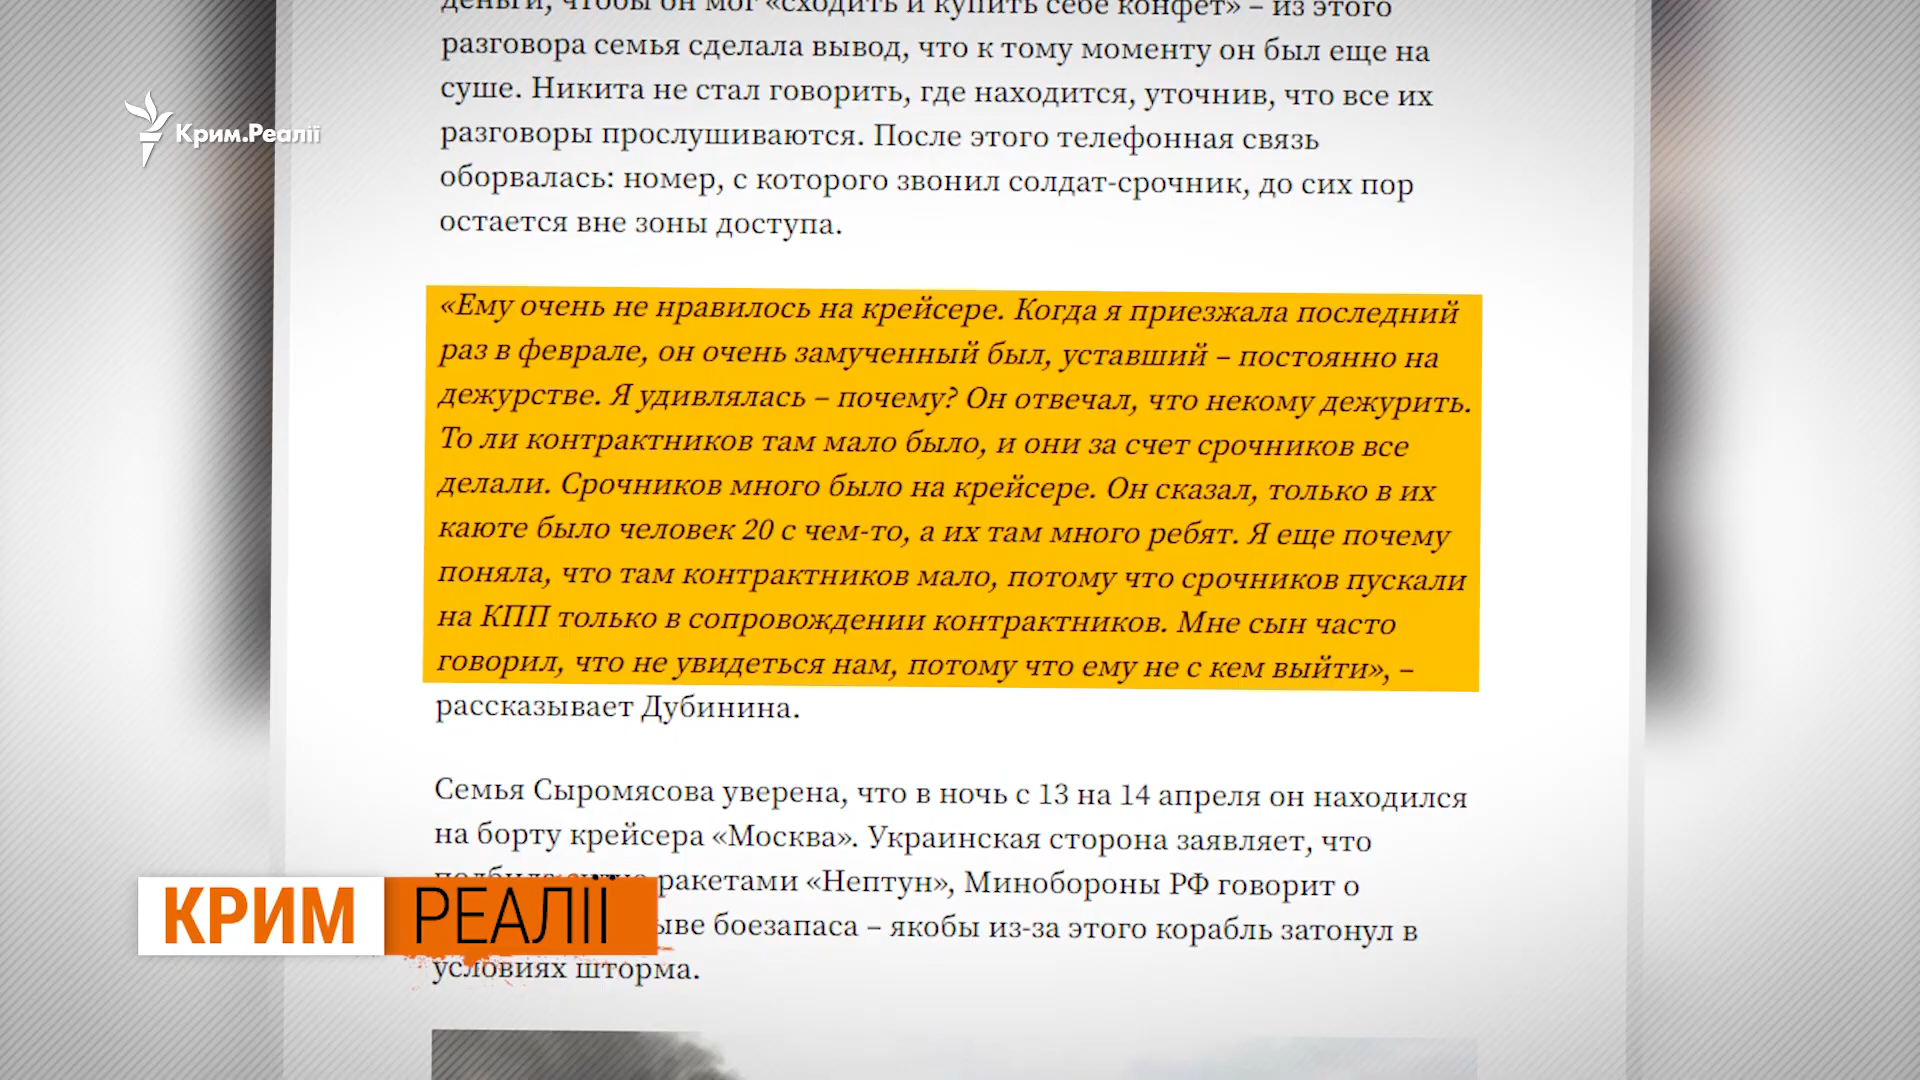 деньги, чтобы он мог «сходить и купить себе конфет» – из этого
разговора семья сделала вывод, что к тому моменту он был еще на
суше. Никита не стал говорить, где находится, уточнив, что все их
разговоры прослушиваются. После этого телефонная связь
оборвалась: номер, с которого звонил солдат-срочник, до сих пор
остается вне зоны доступа.
Крим.Реалії
«Ему очень не нравилось на крейсере. Когда я приезжала последний
раз в феврале, он очень замученный был, уставший – постоянно на
дежурстве. Я удивлялась – почему? Он отвечал, что некому дежурить.
То ли контрактников там мало было, и они за счет срочников все
делали. Срочников много было на крейсере. Он сказал, только в их
каюте было человек 20 с чем-то, а их там много ребят. Я еще почему
поняла, что там контрактников мало, потому что срочников пускали
на КПП только в сопровождении контрактников. Мне сын часто
говорил, что не увидеться нам, потому что ему не с кем выйти», –
рассказывает Дубинина.
Семья Сыромясова уверена, что в ночь с 13 на 14 апреля он находился
на борту крейсера «Москва». Украинская сторона заявляет, что
ракетами «Нептун», Минобороны РФ говорит о
ыве боезапаса – якобы из-за этого корабль затонул в
условиях шторма.
КРИМ РЕАЛІЇ